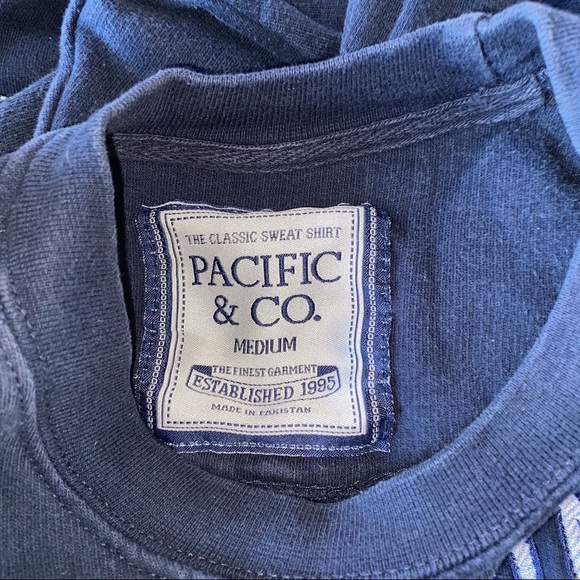 THE CLASSIC SWEAT SHIRT
PACIFIC
& CO.
MEDIUM
THE FINEST GARMENT
ESTABLISHED 1995
MADE IN PAKISTAN